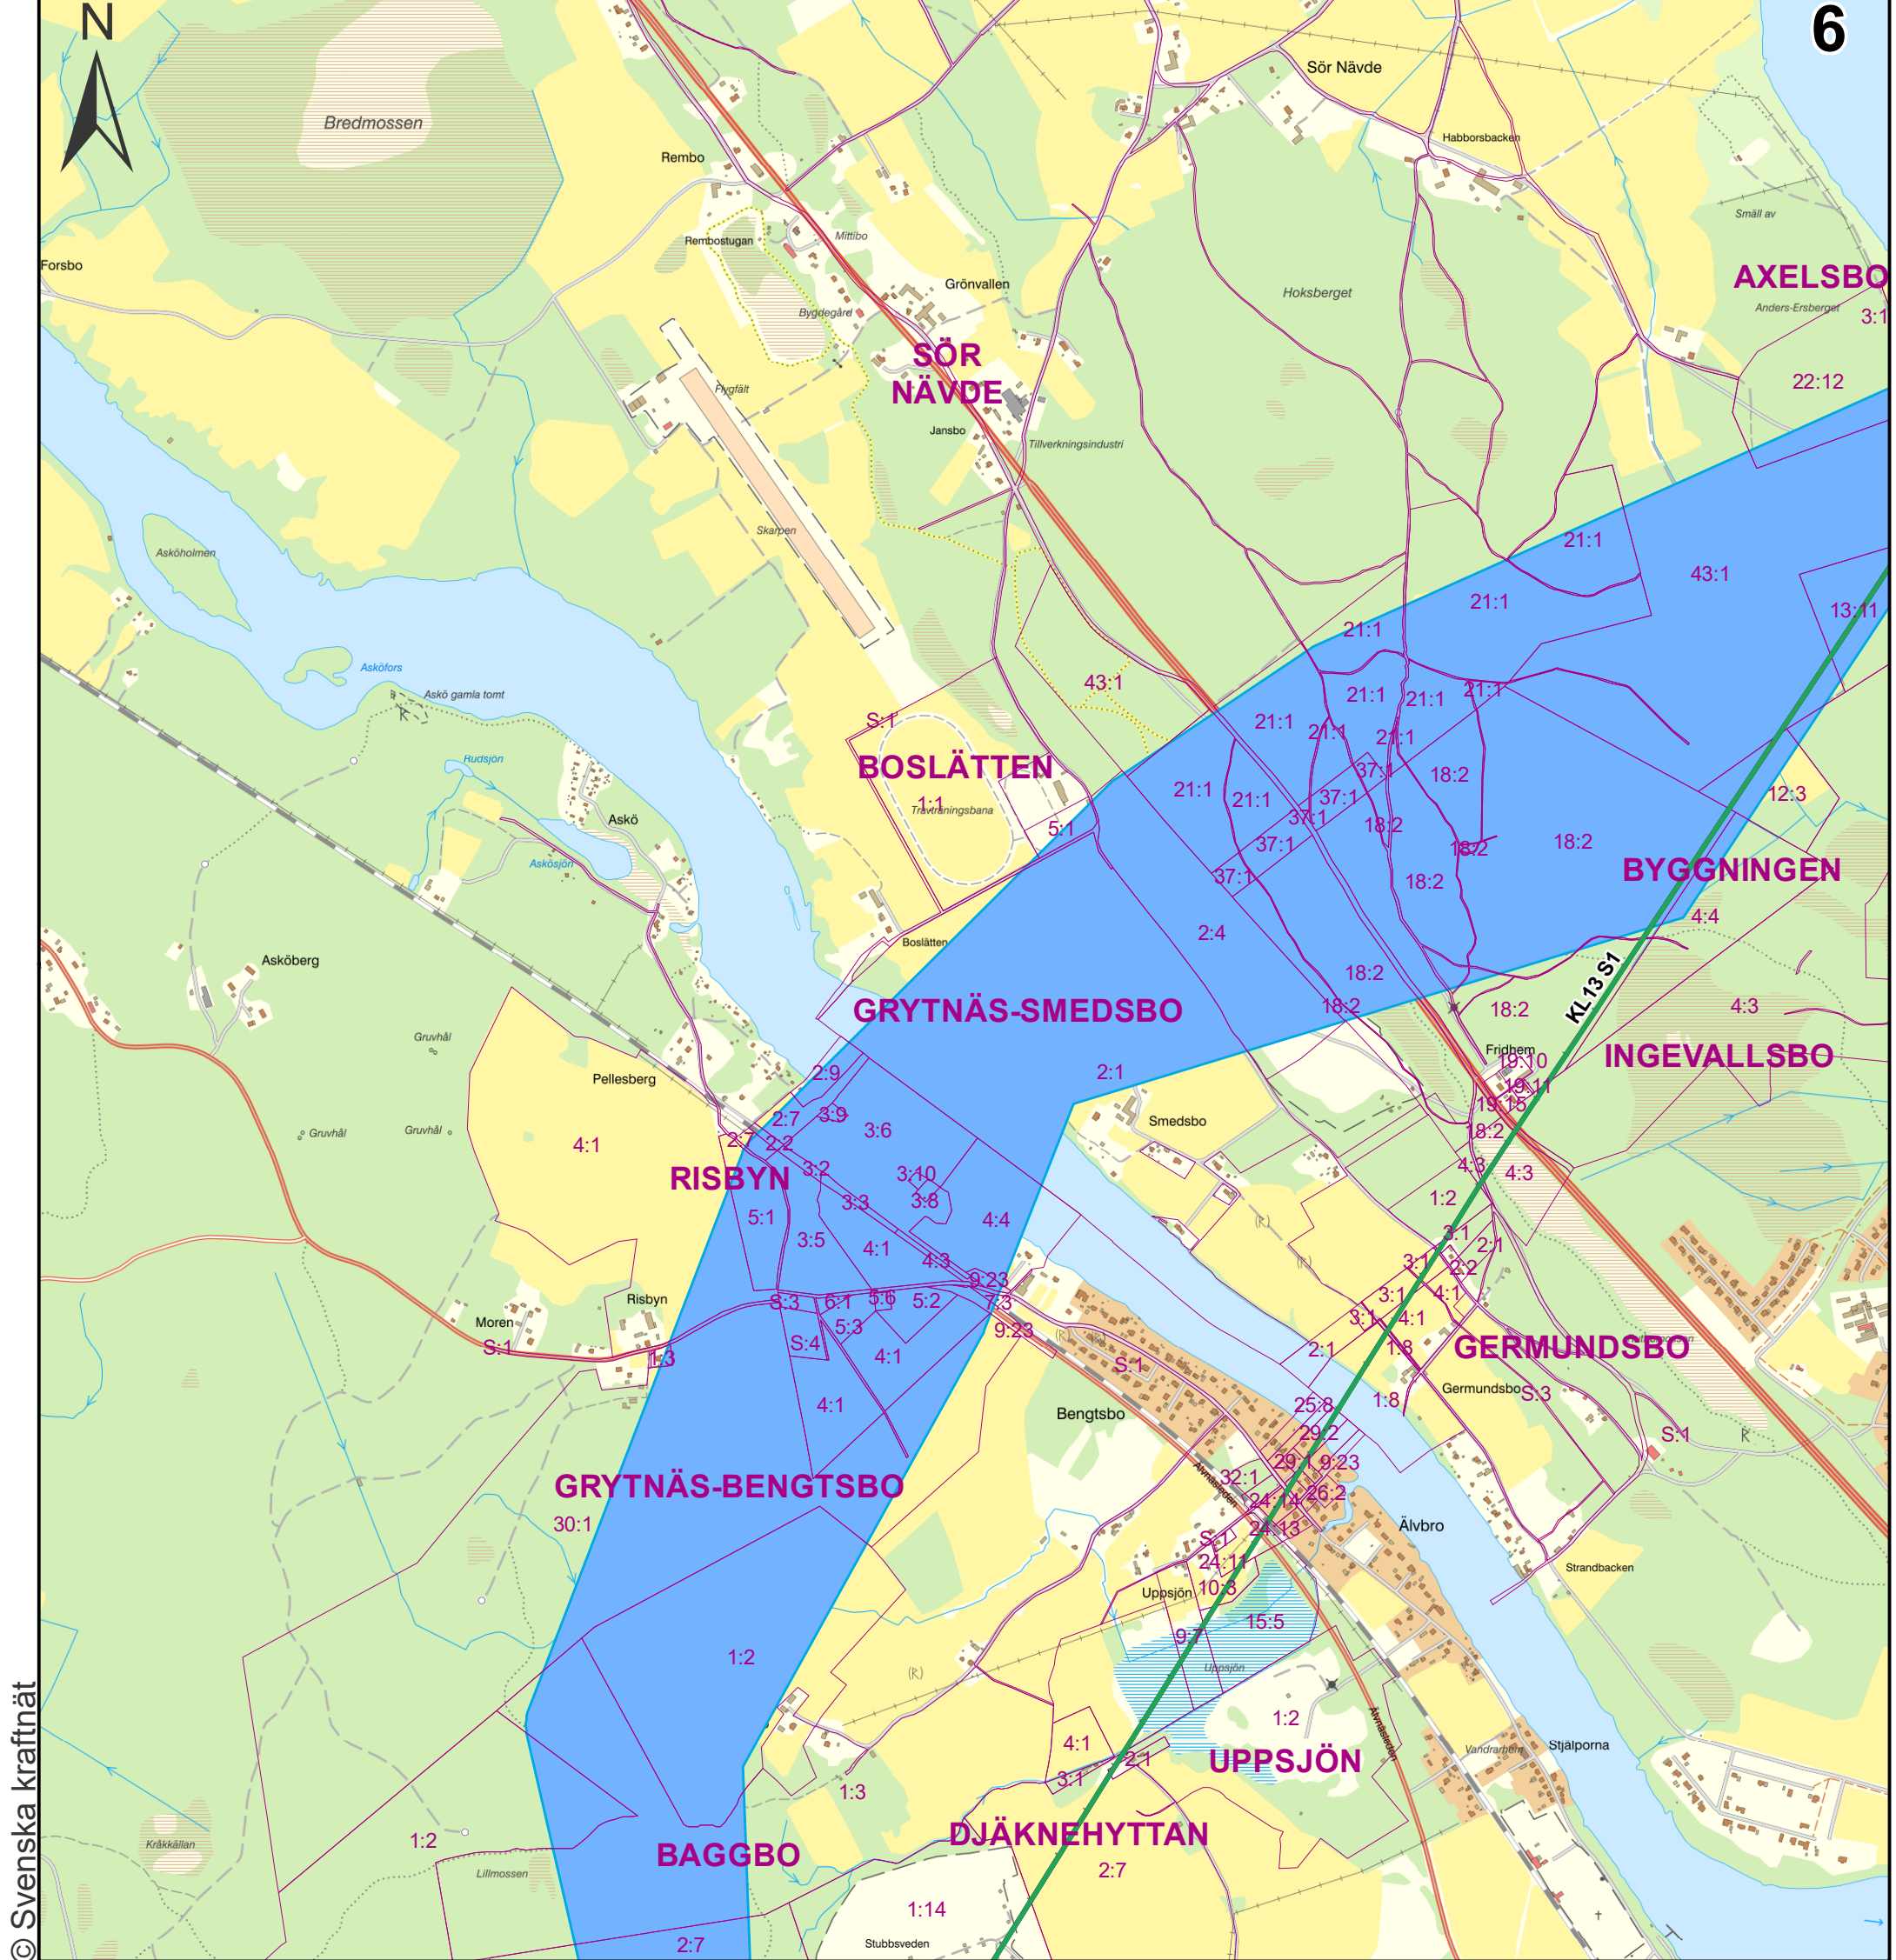 N
6
Bredmossen
Sör Nävde
Habborsbacken
Rembo
Smäll av
Rembostugan
Mittibo
Forsbo
AXELSBO
Grönvallen
Hoksberget
Anders-Ersberget
3:1
Bygdegård
SÖR
NÄVDE
22:12
Flygfält
Jansbo
Tillverkningsindustri
Skarpen
21:1
Asköholmen
43:1
21:1
13:11
21:1
Asköfors
Askö gamla tomt
43:1
21:1
21:1
21:1
S:1
21:1
21:1
21:1
Rudsjön
BOSLÄTTEN
37:1
18:2
21:1
21:1
37:1
12:3
1:1
Travträningsbana
37:1
Askö
5:1
18:2
37:1
18:2
18:2
Askösjön
BYGGNINGEN
37:1
18:2
4:4
2:4
Boslätten
Asköberg
18:2
KL13 S1
GRYTNÄS-SMEDSBO
18:2
18:2
4:3
Gruvhål
Fridhem
INGEVALLSBO
19:10
Pellesberg
2:9
2:1
19:11
19:15
2:7
3:9
Smedsbo
Gruvhål
Gruvhål
3:6
18:2
4:1
2:7
2:2
3:2
3:10
4:3
4:3
RISBYN
3:8
1:2
3:3
5:1
4:4
(R)
3:5
4:1
3:1
2:1
4:3
3:1
(R)
2:2
9:23
3:1
4:1
S:3
6:1
5:6
5:2
7:3
Risbyn
Moren
5:3
3:1
4:1
9:23
(R)
(R)
S:1
S:4
2:1
1:8
GERMUNDSBO
1:3
4:1
S:1
Germundsbo
S:3
4:1
1:8
25:8
Bengtsbo
29:2
S:1
R
29:1
9:23
32:1
GRYTNÄS-BENGTSBO
Älvnäsleden
24:14
26:2
30:1
24:13
Älvbro
S:1
24:11
Strandbacken
10:3
Uppsjön
15:5
9:7
1:2
Uppsjön
(R)
1:2
Älvnäsleden
4:1
Vandrarhem
Stjälporna
2:1
UPPSJÖN
3:1
1:3
DJÄKNEHYTTAN
1:2
Kråkkällan
BAGGBO
Lillmossen
2:7
1:14
2:7
Stubbsveden
© Svenska kraftnät